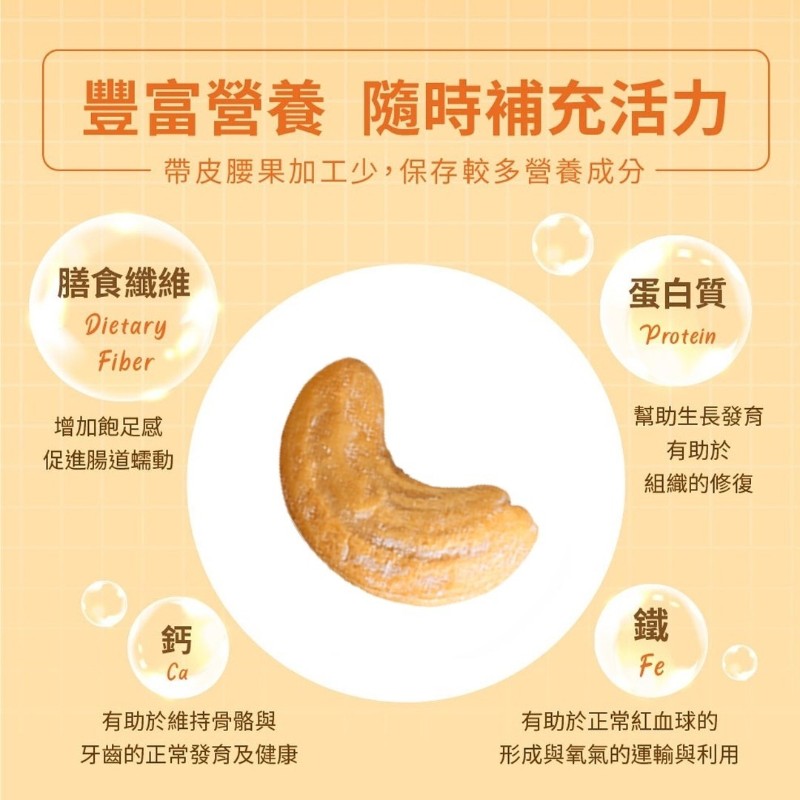 豐富營養 隨時補充活力
帶皮腰果加工少，保存較多營養成分
膳食纖維
Dietary
Fiber
增加飽足感
促進腸道蠕動
蛋白質
Protein
幫助生長發育
有助於
組織的修復
鈣
Ca
有助於維持骨骼與
牙齒的正常發育及健康
鐵
Fe
有助於正常紅血球的
形成與氧氣的運輸與利用